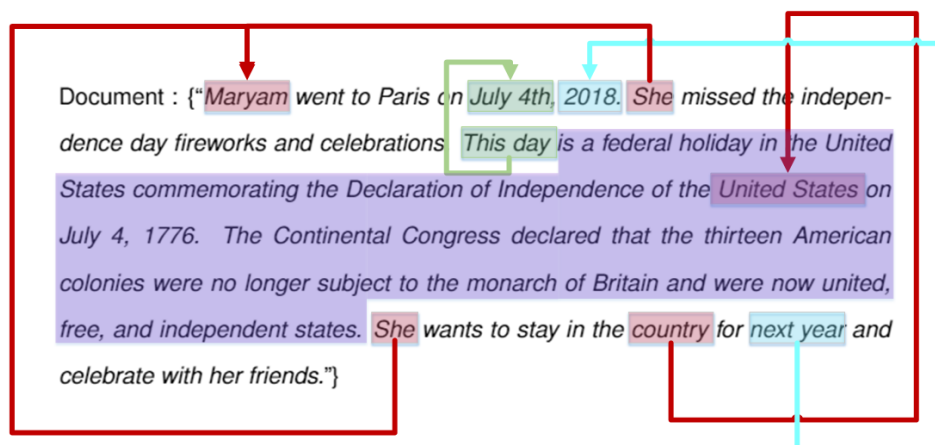 Document : {“Maryam went to Paris on July 4th, 2018. She missed the indepen-
dence day fireworks and celebrations. This day is a federal holiday in the United
States commemorating the Declaration of Independence of the United States on
July 4, 1776. The Continental Congress declared that the thirteen American
colonies were no longer subject to the monarch of Britain and were now united,
free, and independent states. She wants to stay in the country for next year and
celebrate with her friends.”}